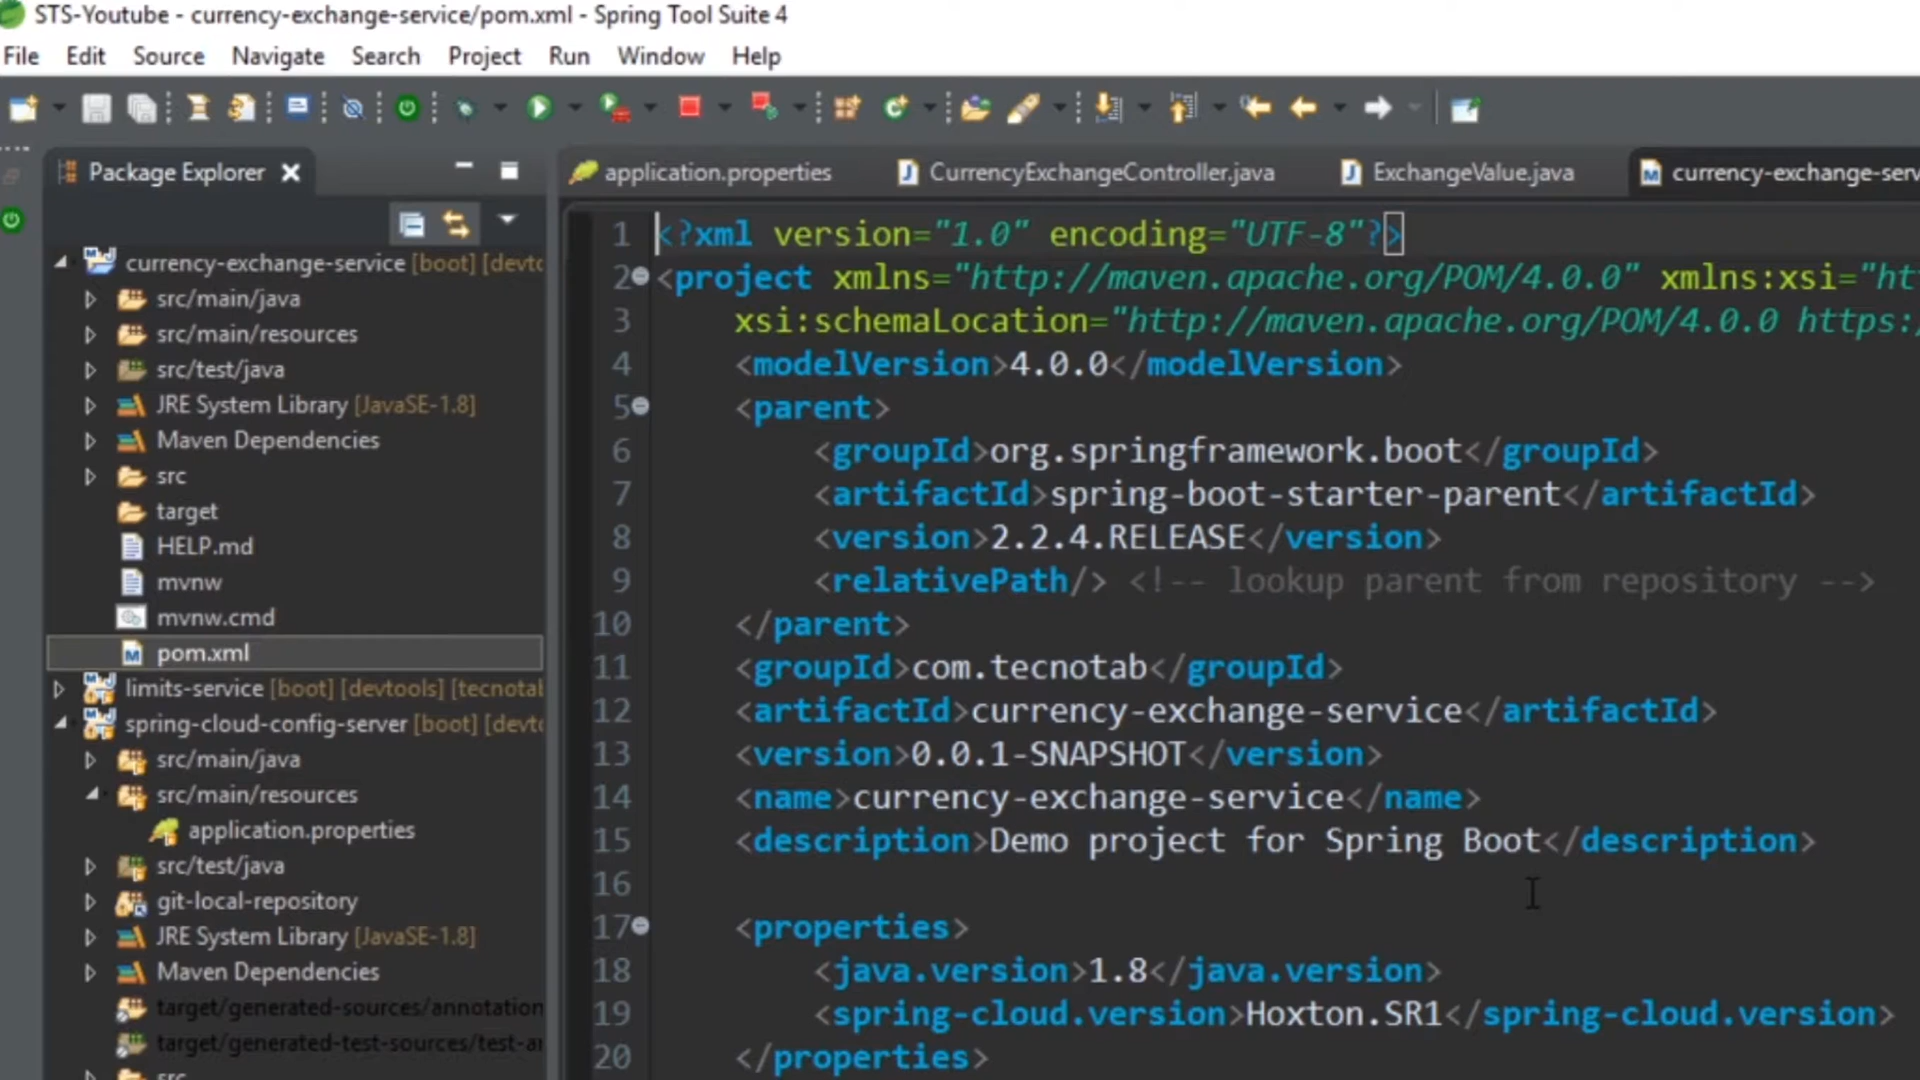 STS-Youtube - currency-exchange-service/pom.xml - Spring Tool Suite 4
File Edit Source Navigate Search Project Run Window Help
Package Explorer
application.properties CurrencyExchangeController.java ExchangeValue.java currency-exchange-serv
currency-exchange-service [boot] [devto
src/main/java
src/main/resources
src/test/java
JRE System Library [JavaSE-1.8]
Maven Dependencies
src
target
HELP.md
mvnw
mvnw.cmd
pom.xml
limits-service [boot] [devtools] [tecnotab
spring-cloud-config-server [boot] [devto
src/main/java
src/main/resources
application.properties
src/test/java
git-local-repository
JRE System Library [JavaSE-1.8]
Maven Dependencies
target/generated-sources/annotation
target/generated-test-sources/test-a
src
1 <?xml version="1.0" encoding="UTF-8"?>
2 <project xmlns="http://maven.apache.org/POM/4.0.0" xmlns:xsi="ht
3 xsi:schemaLocation="http://maven.apache.org/POM/4.0.0 https:
4 <modelVersion>4.0.0</modelVersion>
5 <parent>
6 <groupId>org.springframework.boot</groupId>
7 <artifactId>spring-boot-starter-parent</artifactId>
8 <version>2.2.4.RELEASE</version>
9 <relativePath/> <!-- lookup parent from repository -->
10 </parent>
11 <groupId>com.tecnotab</groupId>
12 <artifactId>currency-exchange-service</artifactId>
13 <version>0.0.1-SNAPSHOT</version>
14 <name>currency-exchange-service</name>
15 <description>Demo project for Spring Boot</description>
16
17 <properties>
18 <java.version>1.8</java.version>
19 <spring-cloud.version>Hoxton.SR1</spring-cloud.version>
20 </properties>